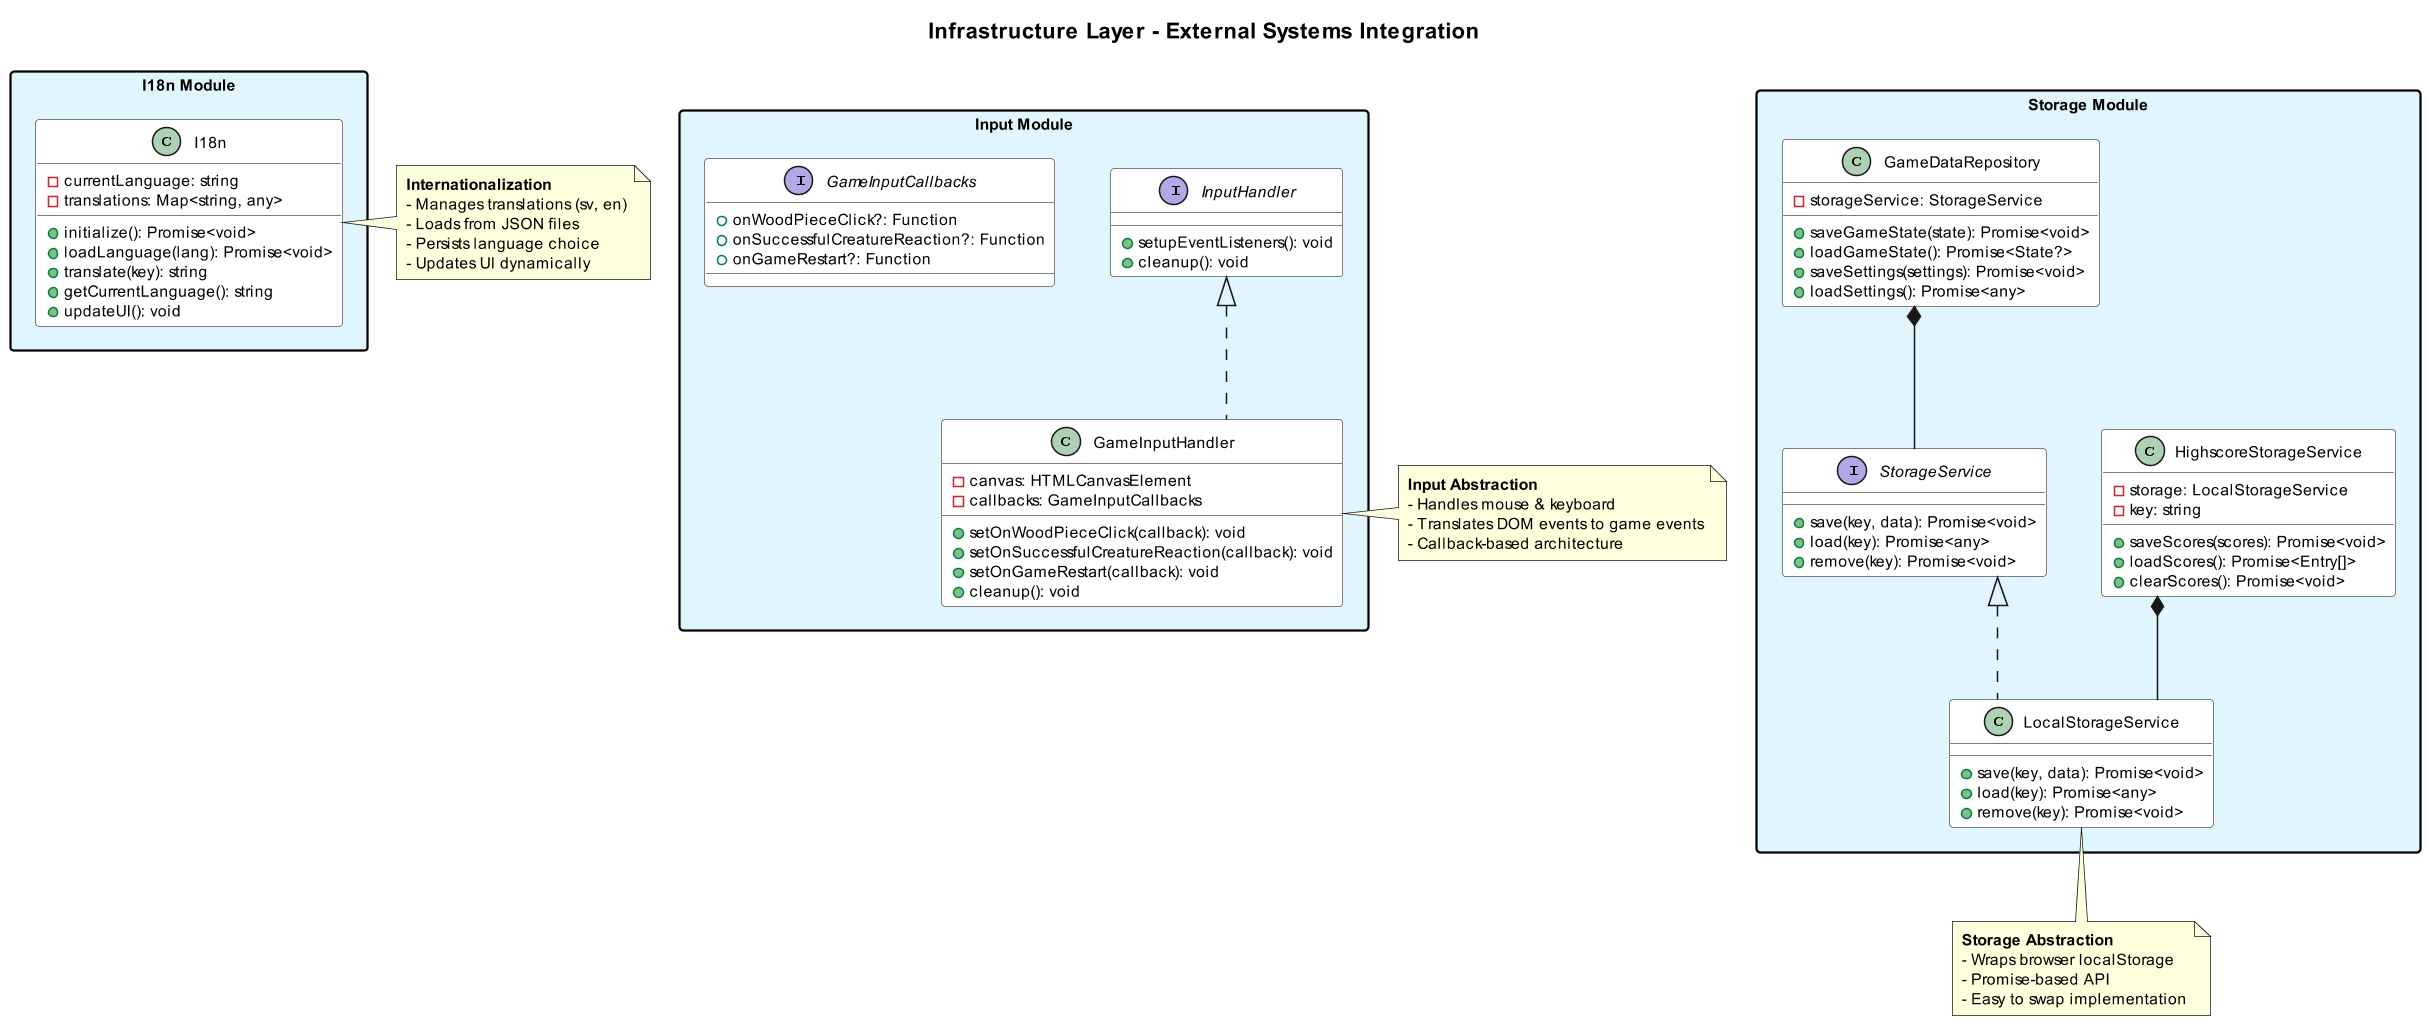 Infrastructure Layer - External Systems Integration
I18n Module
C I18n
currentLanguage: string
translations: Map<string, any>
initialize(): Promise<void>
loadLanguage(lang): Promise<void>
translate(key): string
getCurrentLanguage(): string
updateUI(): void
Internationalization
- Manages translations (sv, en)
- Loads from JSON files
- Persists language choice
- Updates UI dynamically
Input Module
I GameInputCallbacks
onWoodPieceClick?: Function
onSuccessfulCreatureReaction?: Function
onGameRestart?: Function
I InputHandler
setupEventListeners(): void
cleanup(): void
C GameInputHandler
canvas: HTMLCanvasElement
callbacks: GameInputCallbacks
setOnWoodPieceClick(callback): void
setOnSuccessfulCreatureReaction(callback): void
setOnGameRestart(callback): void
cleanup(): void
Input Abstraction
- Handles mouse & keyboard
- Translates DOM events to game events
- Callback-based architecture
Storage Module
C GameDataRepository
storageService: StorageService
saveGameState(state): Promise<void>
loadGameState(): Promise<State?>
saveSettings(settings): Promise<void>
loadSettings(): Promise<any>
I StorageService
save(key, data): Promise<void>
load(key): Promise<any>
remove(key): Promise<void>
C HighscoreStorageService
storage: LocalStorageService
key: string
saveScores(scores): Promise<void>
loadScores(): Promise<Entry[]>
clearScores(): Promise<void>
C LocalStorageService
save(key, data): Promise<void>
load(key): Promise<any>
remove(key): Promise<void>
Storage Abstraction
- Wraps browser localStorage
- Promise-based API
- Easy to swap implementation